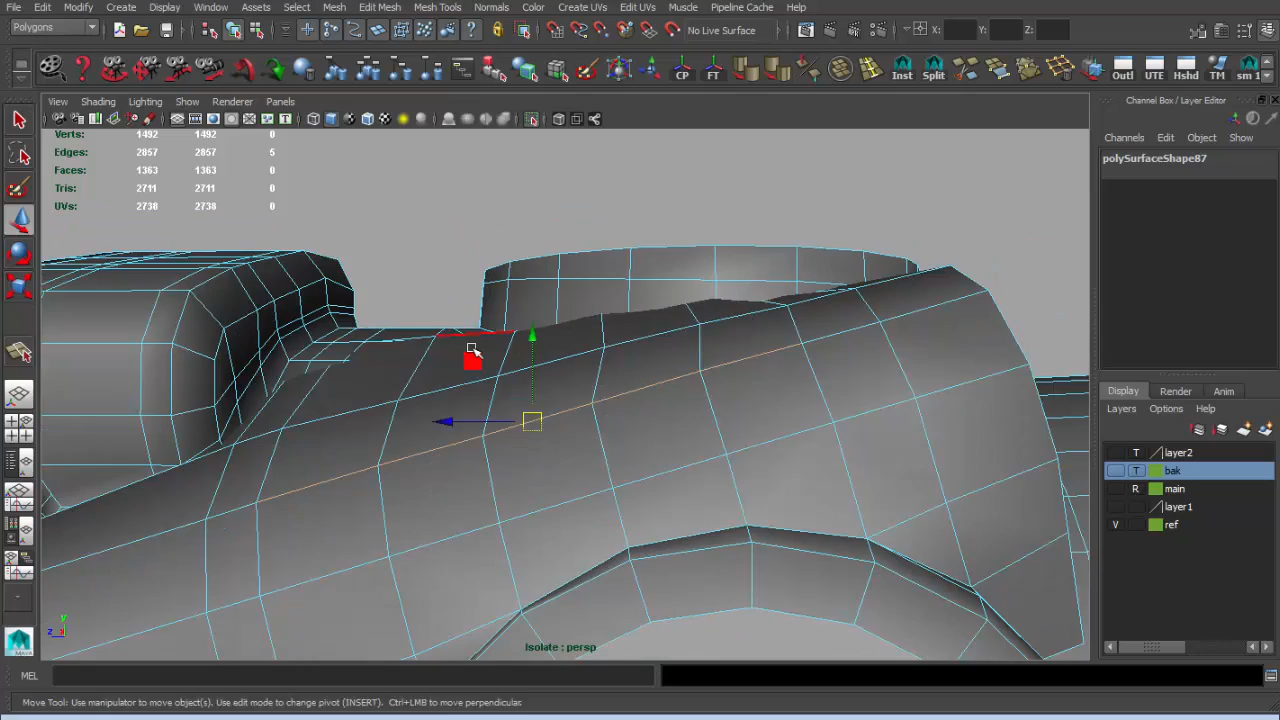 File Edit Modify Create Display Window Assets Select Mesh Edit Mesh Mesh Tools Normals Color Create UVs Edit UVs Muscle Pipeline Cache Help
Polygons No Live Surface X: Y: Z:
CP FT Inst Split Outl UTE Hshd TM sm 1
View Shading Lighting Show Renderer Panels
Channel Box / Layer Editor
Verts: 1492 1492 0
Edges: 2857 2857 5
Faces: 1363 1363 0
Tris: 2711 2711 0
UVs: 2738 2738 0
Channels Edit Object Show
polySurfaceShape87
Display Render Anim
Layers Options Help
T layer2
T bak
R main
layer1
V ref
y
z
Isolate : persp
MAYA
MEL
Move Tool: Use manipulator to move object(s). Use edit mode to change pivot (INSERT). Ctrl+LMB to move perpendicular.